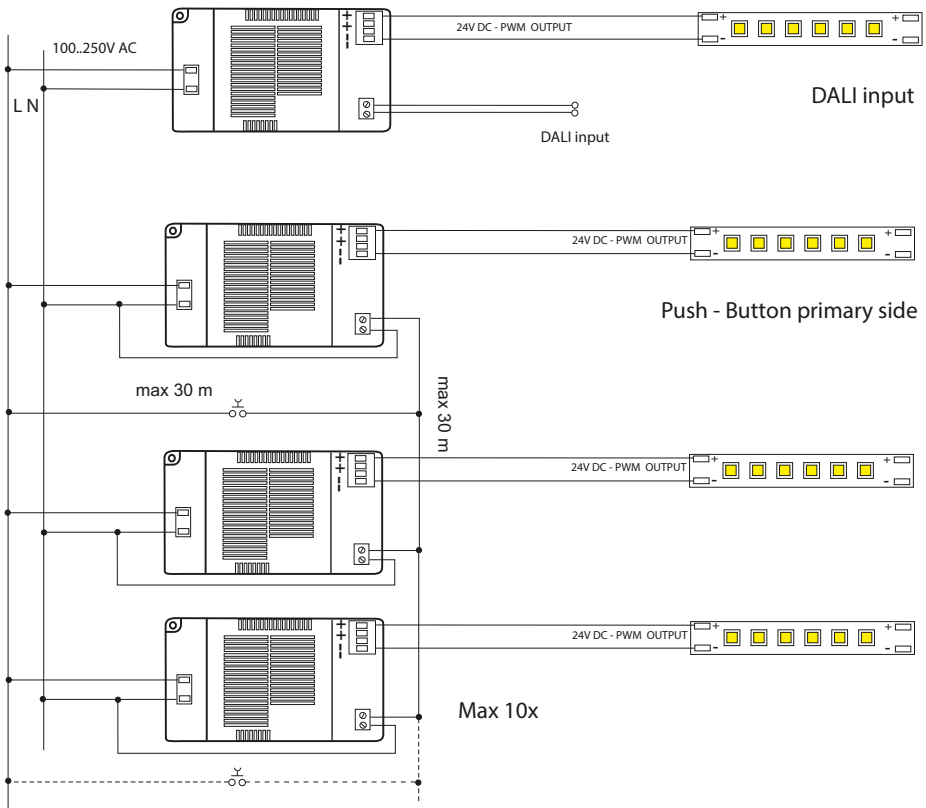 24V DC - PWM OUTPUT
+
-
+
-
100..250V AC
DALI input
L N
DALI input
24V DC - PWM OUTPUT
+
-
+
-
Push - Button primary side
max 30 m
max 30 m
24V DC - PWM OUTPUT
+
-
+
-
24V DC - PWM OUTPUT
+
-
+
-
Max 10x